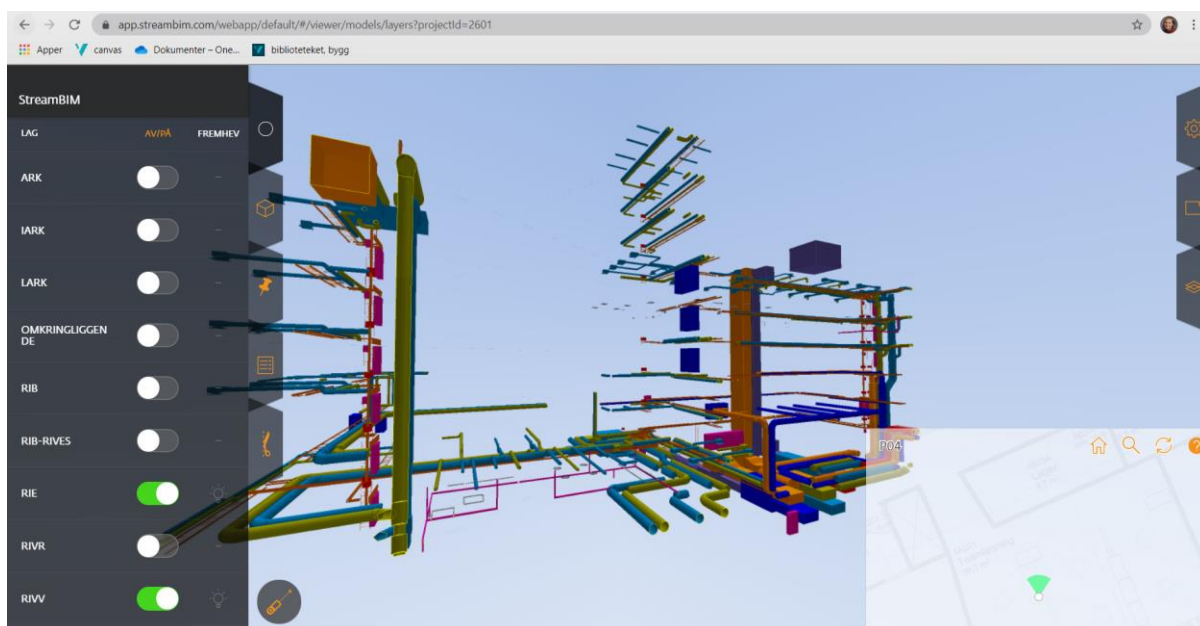 app.streambim.com/webapp/default/#/viewer/models/layers?projectId=2601
Apper canvas Dokumenter – One... biblioteket, bygg
StreamBIM
LAG AV/PÅ FREMHEV
ARK
IARK
LARK
OMKRINGLIGGEN
DE
RIB
RIB-RIVES
RIE
RIVR
RIVV
P04
?